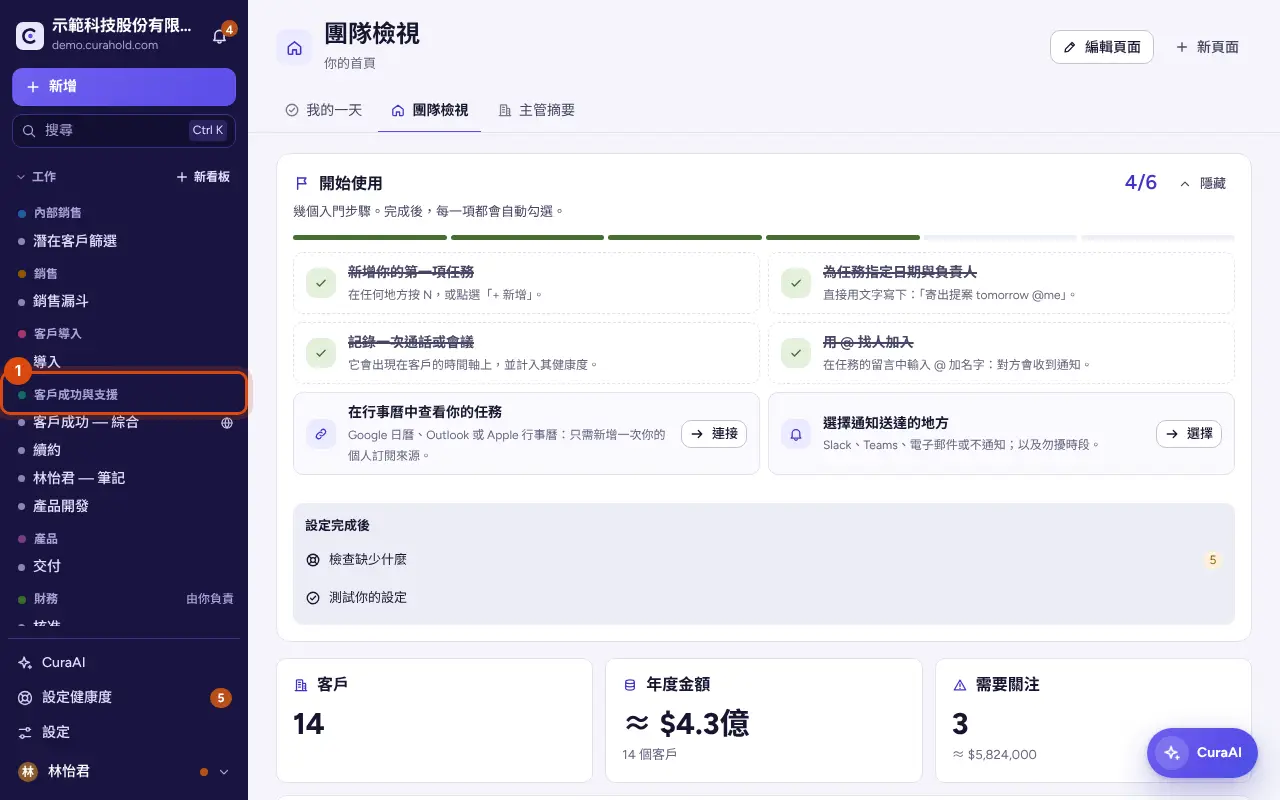 示範科技股份有限...
demo.curahold.com
4
新增
搜尋
Ctrl K
工作
新看板
內部銷售
潛在客戶篩選
銷售
銷售漏斗
客戶導入
導入
1
客戶成功與支援
客戶成功 — 綜合
續約
林怡君 — 筆記
產品開發
產品
交付
財務
由你負責
CuraAI
設定健康度
5
設定
林
林怡君
團隊檢視
你的首頁
編輯頁面
新頁面
我的一天
團隊檢視
主管摘要
開始使用
4/6
隱藏
幾個入門步驟。完成後，每一項都會自動勾選。
新增你的第一項任務
在任何地方按 N，或點選「+ 新增」。
為任務指定日期與負責人
直接用文字寫下：「寄出提案 tomorrow @me」。
記錄一次通話或會議
它會出現在客戶的時間軸上，並計入其健康度。
用 @ 找人加入
在任務的留言中輸入 @ 加名字：對方會收到通知。
在行事曆中查看你的任務
Google 日曆、Outlook 或 Apple 行事曆：只需新增一次你的
個人訂閱來源。
連接
選擇通知送達的地方
Slack、Teams、電子郵件或不通知；以及勿擾時段。
選擇
設定完成後
檢查缺少什麼
5
測試你的設定
客戶
14
年度金額
≈ $4.3億
14 個客戶
需要關注
3
≈ $5,824,000
CuraAI